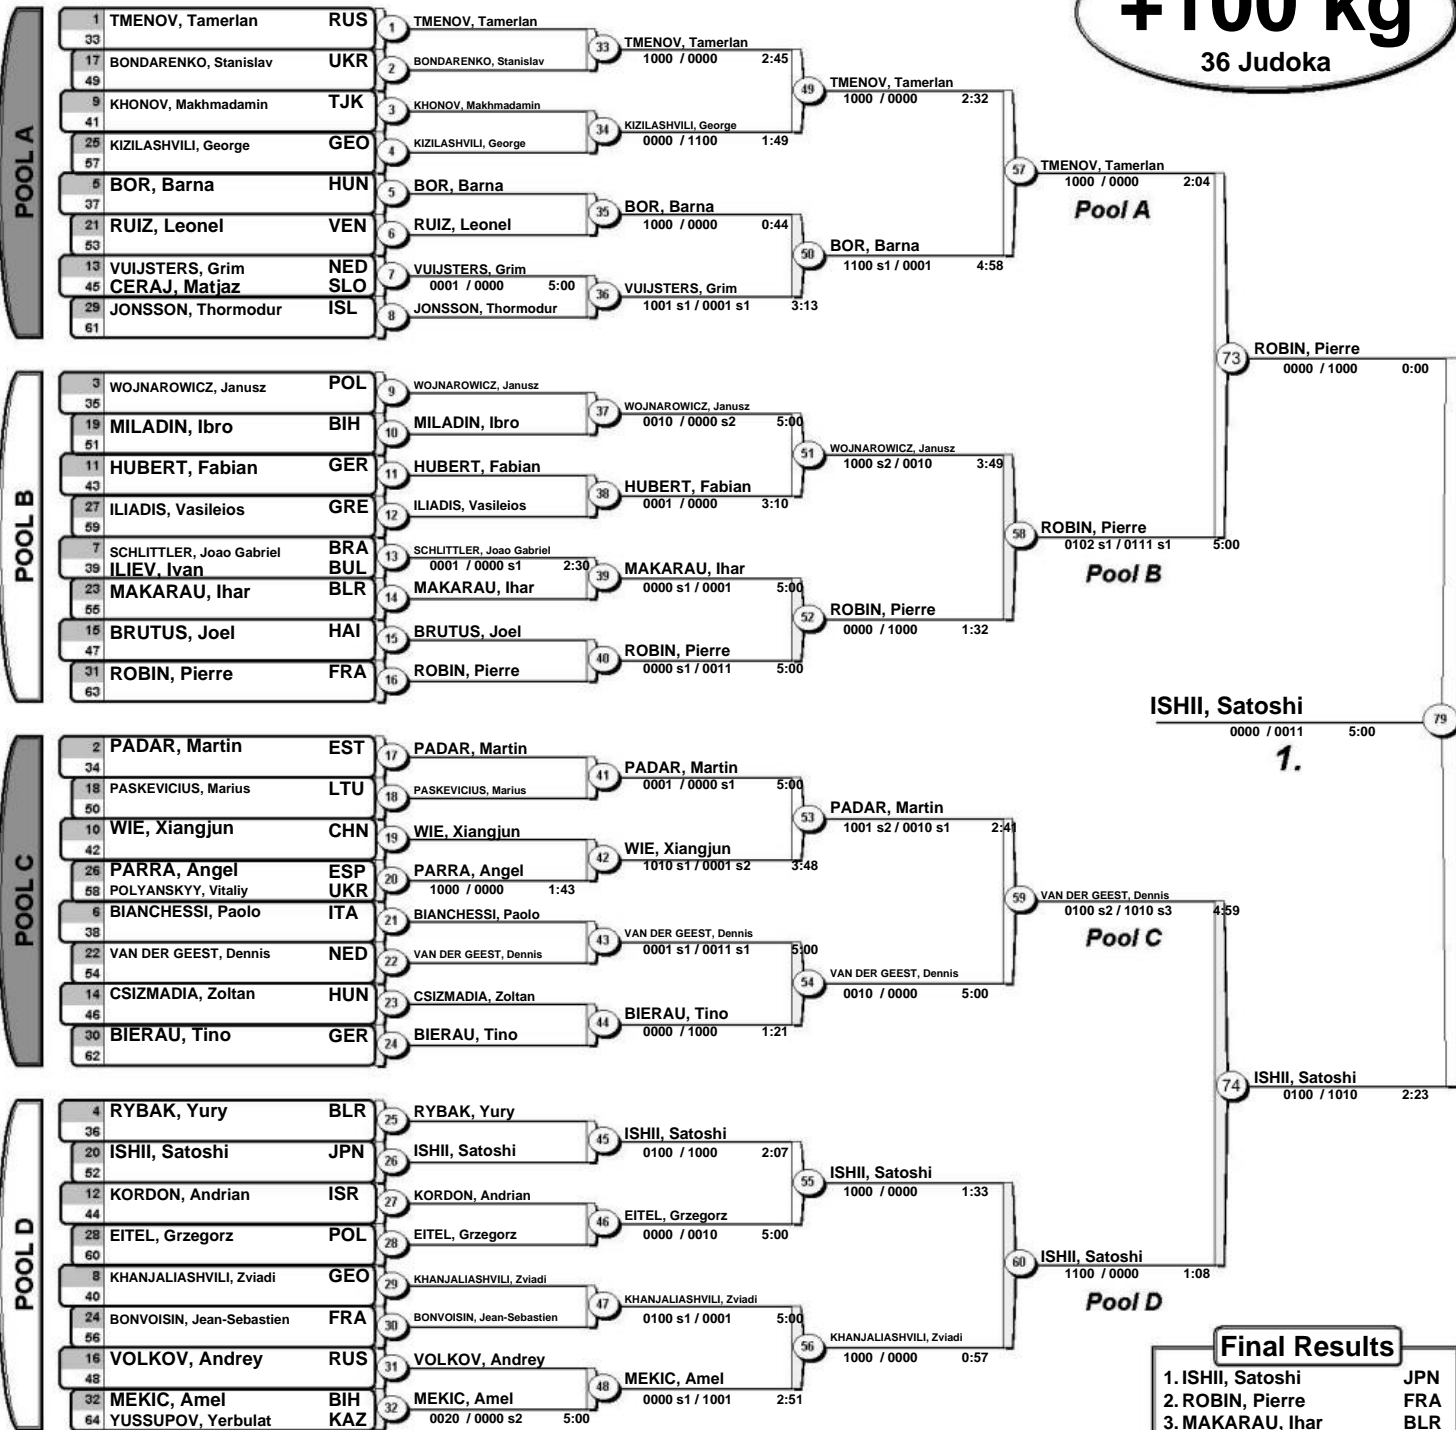 +100 kg
36 Judoka
POOL A
1 TMENOV, Tamerlan RUS
33
17 BONDARENKO, Stanislav UKR
49
9 KHONOV, Makhmadamin TJK
41
25 KIZILASHVILI, George GEO
57
5 BOR, Barna HUN
37
21 RUIZ, Leonel VEN
53
13 VUIJSTERS, Grim NED
45 CERAJ, Matjaz SLO
29 JONSSON, Thormodur ISL
61
1 TMENOV, Tamerlan
2 BONDARENKO, Stanislav
3 KHONOV, Makhmadamin
4 KIZILASHVILI, George
5 BOR, Barna
6 RUIZ, Leonel
7 VUIJSTERS, Grim
0001 / 0000 5:00
8 JONSSON, Thormodur
33 TMENOV, Tamerlan
1000 / 0000 2:45
34 KIZILASHVILI, George
0000 / 1100 1:49
35 BOR, Barna
1000 / 0000 0:44
36 VUIJSTERS, Grim
1001 s1 / 0001 s1 3:13
49 TMENOV, Tamerlan
1000 / 0000 2:32
50 BOR, Barna
1100 s1 / 0001 4:58
57 TMENOV, Tamerlan
1000 / 0000 2:04
Pool A
POOL B
3 WOJNAROWICZ, Janusz POL
35
19 MILADIN, Ibro BIH
51
11 HUBERT, Fabian GER
43
27 ILIADIS, Vasileios GRE
59
7 SCHLITTLER, Joao Gabriel BRA
39 ILIEV, Ivan BUL
23 MAKARAU, Ihar BLR
55
15 BRUTUS, Joel HAI
47
31 ROBIN, Pierre FRA
63
9 WOJNAROWICZ, Janusz
10 MILADIN, Ibro
11 HUBERT, Fabian
12 ILIADIS, Vasileios
13 SCHLITTLER, Joao Gabriel
0001 / 0000 s1 2:30
14 MAKARAU, Ihar
15 BRUTUS, Joel
16 ROBIN, Pierre
37 WOJNAROWICZ, Janusz
0010 / 0000 s2 5:00
38 HUBERT, Fabian
0001 / 0000 3:10
39 MAKARAU, Ihar
0000 s1 / 0001 5:00
40 ROBIN, Pierre
0000 s1 / 0011 5:00
51 WOJNAROWICZ, Janusz
1000 s2 / 0010 3:49
52 ROBIN, Pierre
0000 / 1000 1:32
58 ROBIN, Pierre
0102 s1 / 0111 s1 5:00
Pool B
73 ROBIN, Pierre
0000 / 1000 0:00
ISHII, Satoshi 79
0000 / 0011 5:00
1.
POOL C
2 PADAR, Martin EST
34
18 PASKEVICIUS, Marius LTU
50
10 WIE, Xiangjun CHN
42
26 PARRA, Angel ESP
58 POLYANSKYY, Vitaliy UKR
6 BIANCHESSI, Paolo ITA
38
22 VAN DER GEEST, Dennis NED
54
14 CSIZMADIA, Zoltan HUN
46
30 BIERAU, Tino GER
62
17 PADAR, Martin
18 PASKEVICIUS, Marius
19 WIE, Xiangjun
20 PARRA, Angel
1000 / 0000 1:43
21 BIANCHESSI, Paolo
22 VAN DER GEEST, Dennis
23 CSIZMADIA, Zoltan
24 BIERAU, Tino
41 PADAR, Martin
0001 / 0000 s1 5:00
42 WIE, Xiangjun
1010 s1 / 0001 s2 3:48
43 VAN DER GEEST, Dennis
0001 s1 / 0011 s1 5:00
44 BIERAU, Tino
0000 / 1000 1:21
53 PADAR, Martin
1001 s2 / 0010 s1 2:41
54 VAN DER GEEST, Dennis
0010 / 0000 5:00
59 VAN DER GEEST, Dennis
0100 s2 / 1010 s3 4:59
Pool C
74 ISHII, Satoshi
0100 / 1010 2:23
POOL D
4 RYBAK, Yury BLR
36
20 ISHII, Satoshi JPN
52
12 KORDON, Andrian ISR
44
28 EITEL, Grzegorz POL
60
8 KHANJALIASHVILI, Zviadi GEO
40
24 BONVOISIN, Jean-Sebastien FRA
56
16 VOLKOV, Andrey RUS
48
32 MEKIC, Amel BIH
64 YUSSUPOV, Yerbulat KAZ
25 RYBAK, Yury
26 ISHII, Satoshi
27 KORDON, Andrian
28 EITEL, Grzegorz
29 KHANJALIASHVILI, Zviadi
30 BONVOISIN, Jean-Sebastien
31 VOLKOV, Andrey
32 MEKIC, Amel
0020 / 0000 s2 5:00
45 ISHII, Satoshi
0100 / 1000 2:07
46 EITEL, Grzegorz
0000 / 0010 5:00
47 KHANJALIASHVILI, Zviadi
0100 s1 / 0001 5:00
48 MEKIC, Amel
0000 s1 / 1001 2:51
55 ISHII, Satoshi
1000 / 0000 1:33
56 KHANJALIASHVILI, Zviadi
1000 / 0000 0:57
60 ISHII, Satoshi
1100 / 0000 1:08
Pool D
Final Results
1. ISHII, Satoshi JPN
2. ROBIN, Pierre FRA
3. MAKARAU, Ihar BLR